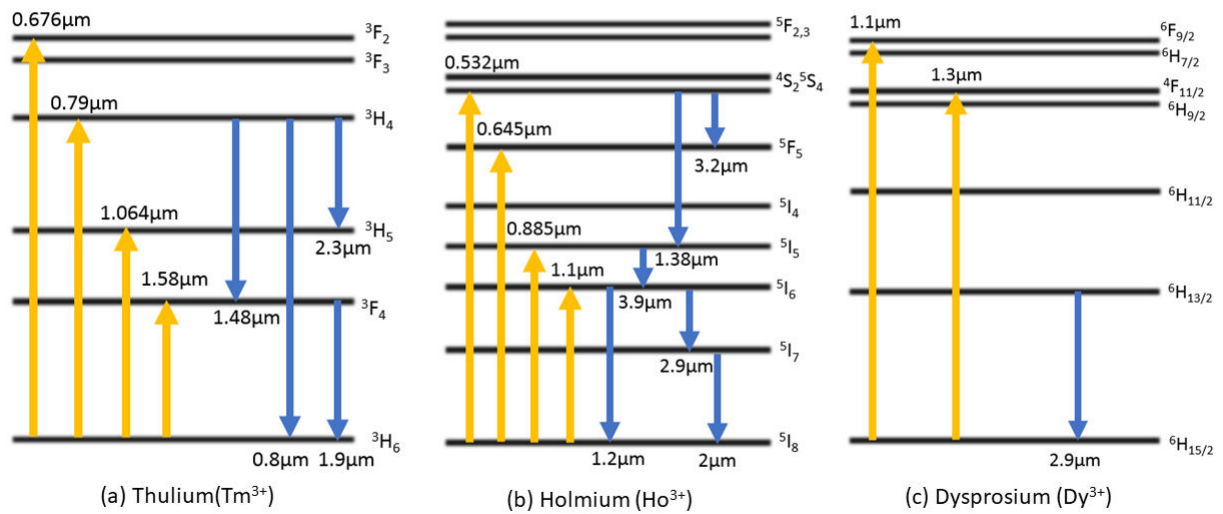 0.676µm
³F₂
³F₃
0.79µm
³H₄
1.064µm
³H₅
2.3µm
1.58µm
³F₄
1.48µm
³H₆
0.8µm
1.9µm
(a) Thulium(Tm³⁺)
⁵F₂,₃
0.532µm
⁴S₂⁵S₄
0.645µm
⁵F₅
3.2µm
⁵I₄
0.885µm
⁵I₅
1.38µm
1.1µm
⁵I₆
3.9µm
⁵I₇
2.9µm
⁵I₈
1.2µm
2µm
(b) Holmium (Ho³⁺)
1.1µm
⁶F₉/₂
⁶H₇/₂
1.3µm
⁴F₁₁/₂
⁶H₉/₂
⁶H₁₁/₂
⁶H₁₃/₂
⁶H₁₅/₂
2.9µm
(c) Dysprosium (Dy³⁺)